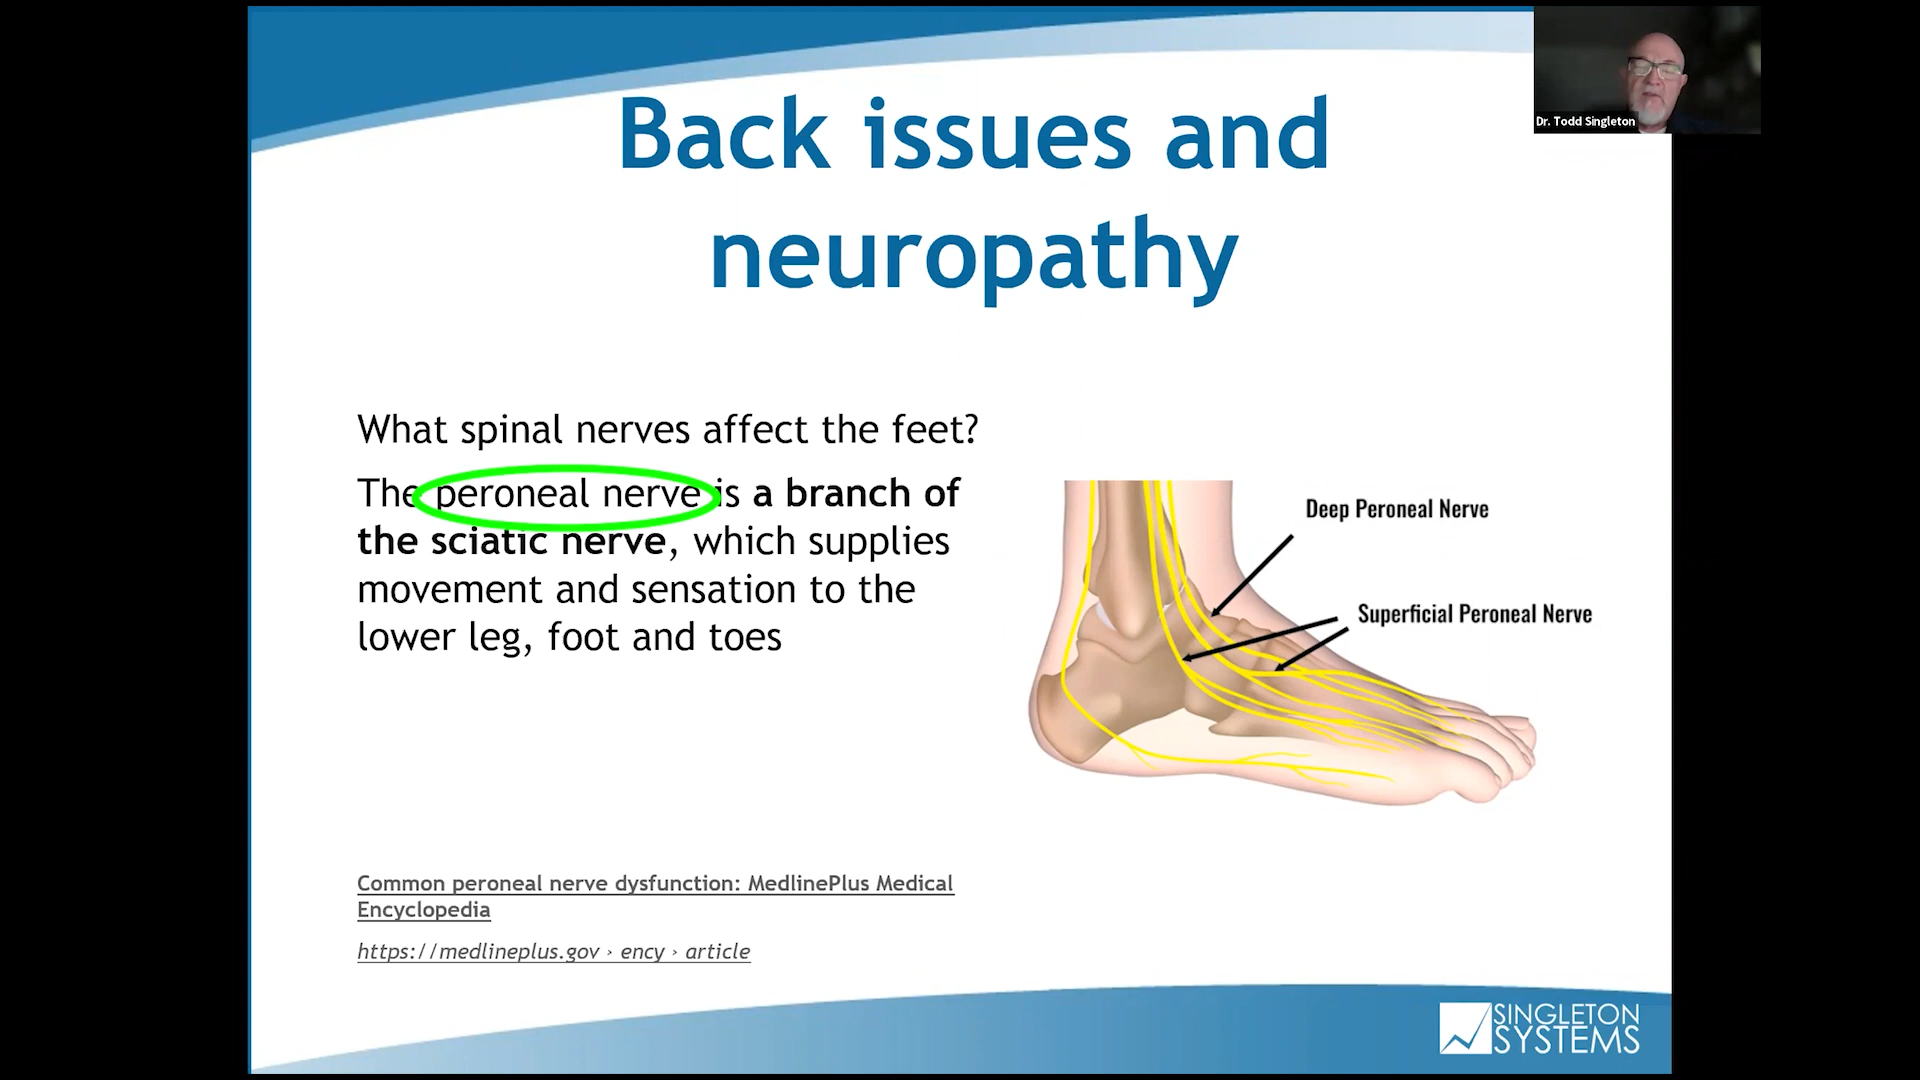 Dr. Todd Singleton
Back issues and
neuropathy
What spinal nerves affect the feet?
The peroneal nerve is a branch of
the sciatic nerve, which supplies
movement and sensation to the
lower leg, foot and toes
Deep Peroneal Nerve
Superficial Peroneal Nerve
Common peroneal nerve dysfunction: MedlinePlus Medical
Encyclopedia
https://medlineplus.gov › ency › article
SINGLETON
SYSTEMS